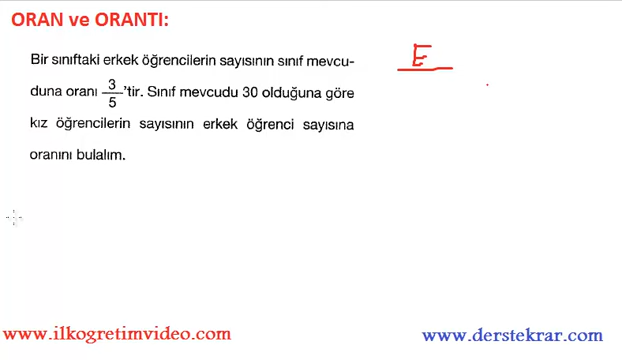 ORAN ve ORANTI:
Bir sınıftaki erkek öğrencilerin sayısının sınıf mevcu-
duna oranı 3/5'tir. Sınıf mevcudu 30 olduğuna göre
kız öğrencilerin sayısının erkek öğrenci sayısına
oranını bulalım.
E
www.ilkogretimvideo.com
www.derstekrar.com